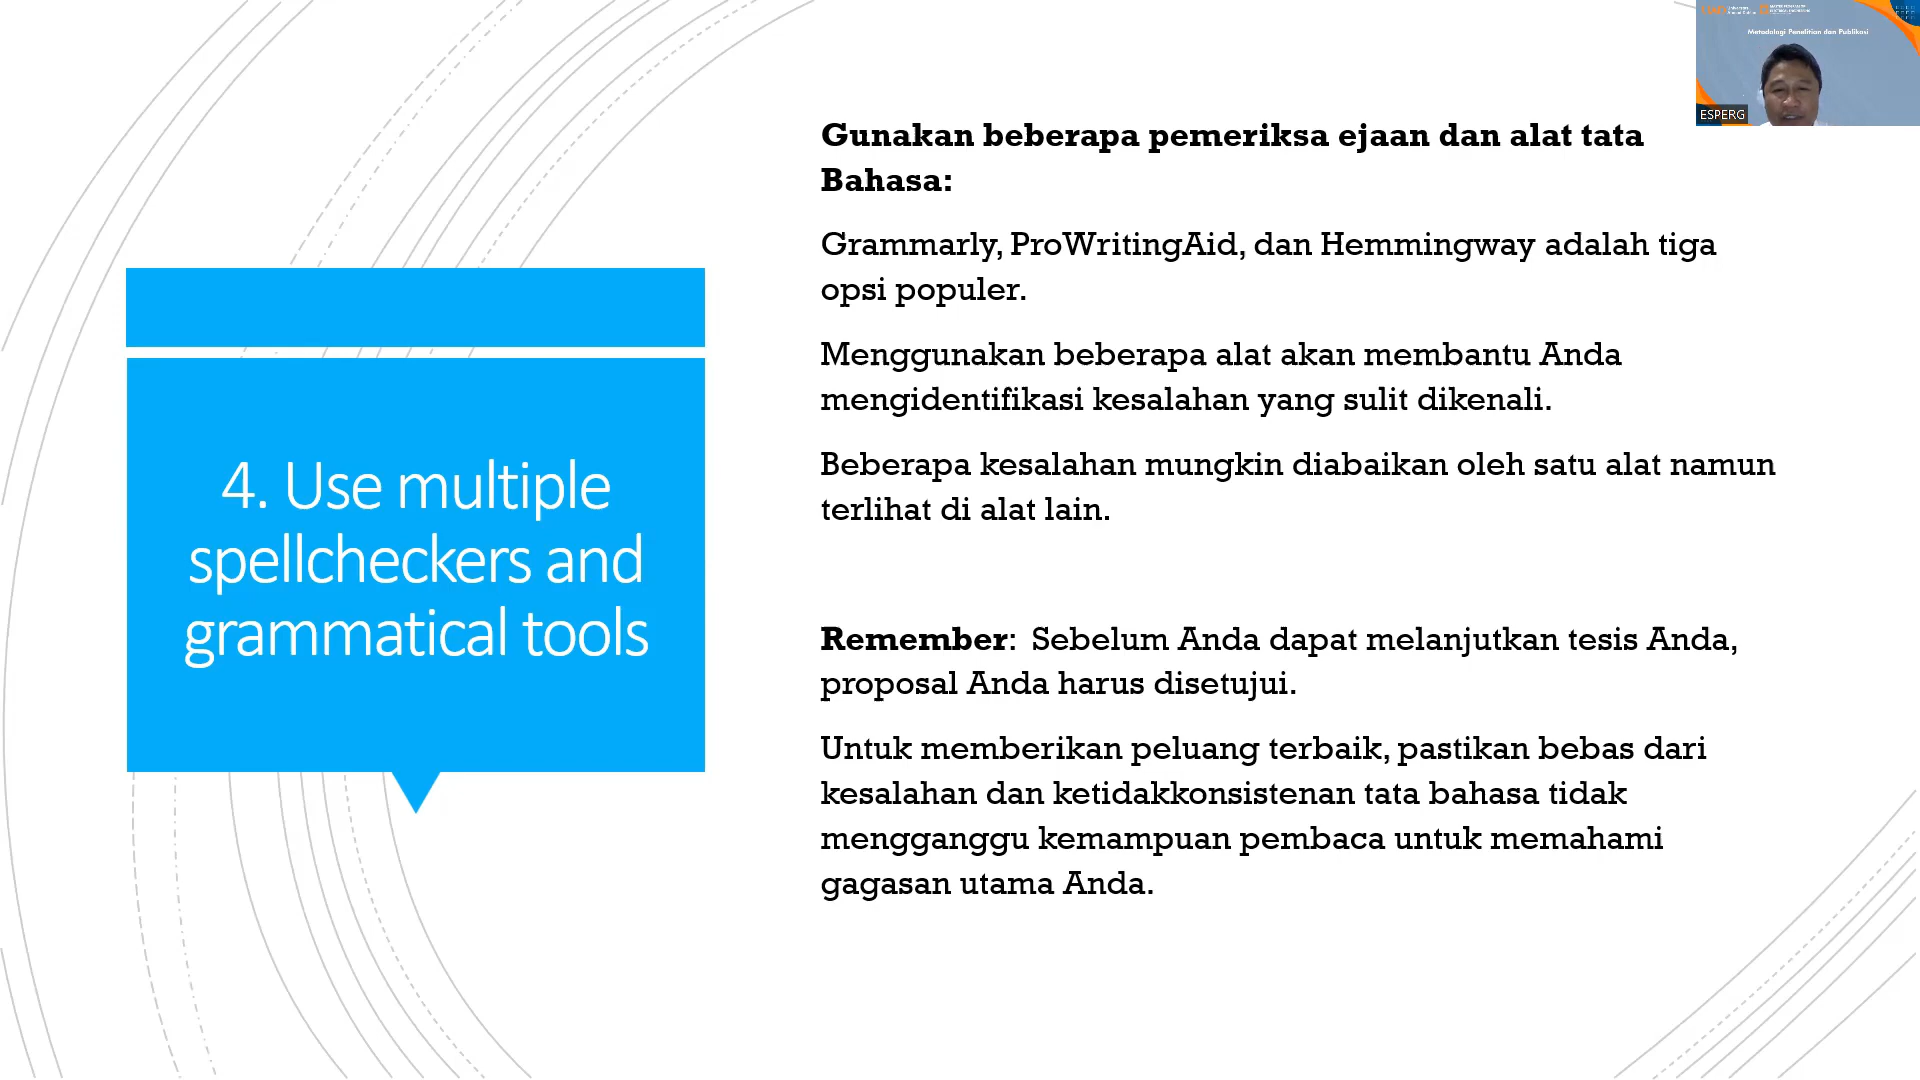 4. Use multiple
spellcheckers and
grammatical tools
Gunakan beberapa pemeriksa ejaan dan alat tata
Bahasa:
Grammarly, ProWritingAid, dan Hemmingway adalah tiga
opsi populer.
Menggunakan beberapa alat akan membantu Anda
mengidentifikasi kesalahan yang sulit dikenali.
Beberapa kesalahan mungkin diabaikan oleh satu alat namun
terlihat di alat lain.
Remember: Sebelum Anda dapat melanjutkan tesis Anda,
proposal Anda harus disetujui.
Untuk memberikan peluang terbaik, pastikan bebas dari
kesalahan dan ketidakkonsistenan tata bahasa tidak
mengganggu kemampuan pembaca untuk memahami
gagasan utama Anda.
Metodologi Penelitian dan Publikasi
ESPERG